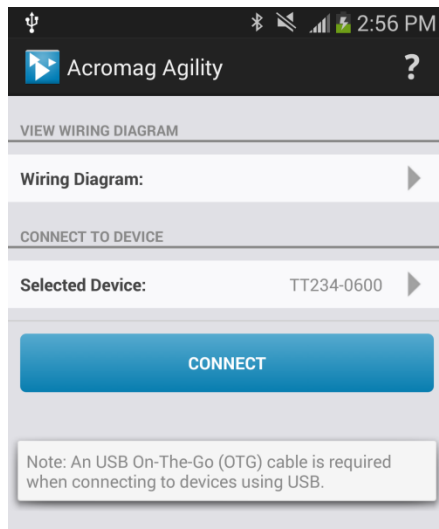 2:56 PM
Acromag Agility
?
VIEW WIRING DIAGRAM
Wiring Diagram:
CONNECT TO DEVICE
Selected Device: TT234-0600
CONNECT
Note: An USB On-The-Go (OTG) cable is required
when connecting to devices using USB.